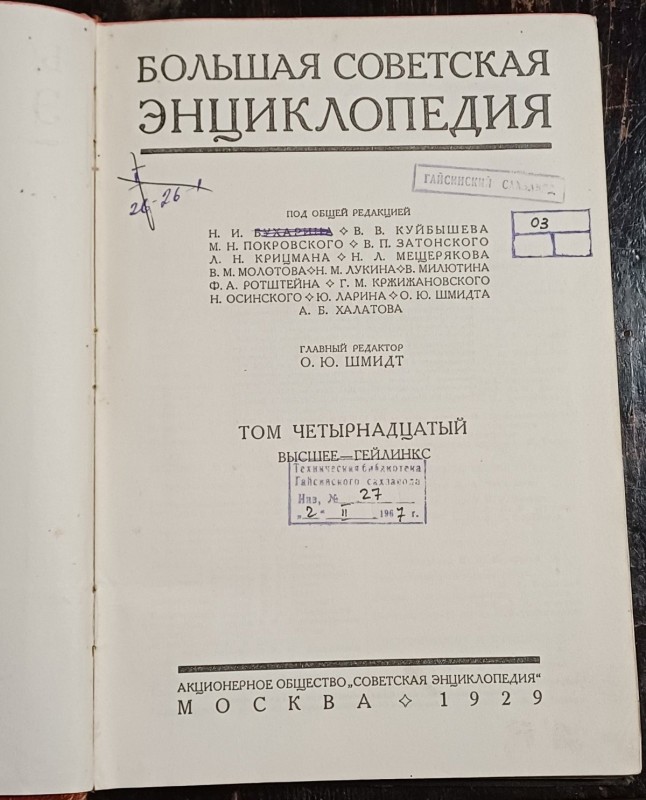 БОЛЬШАЯ СОВЕТСКАЯ
ЭНЦИКЛОПЕДИЯ
26-26
ГАЙСИНСКИЙ САХЗАВОД
03
ПОД ОБЩЕЙ РЕДАКЦИЕЙ
Н. И. БУХАРИНА ✧ В. В. КУЙБЫШЕВА
М. Н. ПОКРОВСКОГО ✧ В. П. ЗАТОНСКОГО
Л. Н. КРИЦМАНА ✧ Н. Л. МЕЩЕРЯКОВА
В. М. МОЛОТОВА ✧ Н. М. ЛУКИНА ✧ В. МИЛЮТИНА
Ф. А. РОТШТЕЙНА ✧ Г. М. КРЖИЖАНОВСКОГО
Н. ОСИНСКОГО ✧ Ю. ЛАРИНА ✧ О. Ю. ШМИДТА
А. Б. ХАЛАТОВА
ГЛАВНЫЙ РЕДАКТОР
О. Ю. ШМИДТ
ТОМ ЧЕТЫРНАДЦАТЫЙ
ВЫСШЕЕ—ГЕЙЛИНКС
Техническая библиотека
Гайсинского сахзавода
Инв. № 27
„2" II 1967 г.
АКЦИОНЕРНОЕ ОБЩЕСТВО „СОВЕТСКАЯ ЭНЦИКЛОПЕДИЯ"
МОСКВА ✧ 1929